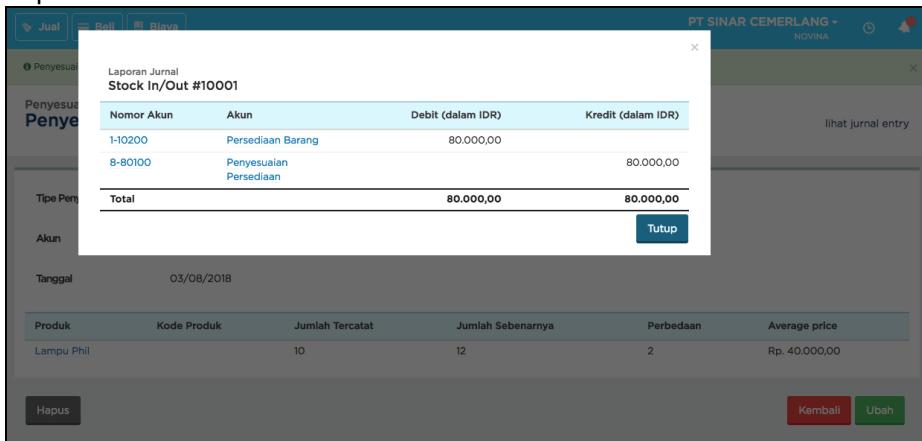 Jual Beli Biaya PT SINAR CEMERLANG
NOVINA
Penyesuai
×
Laporan Jurnal
Stock In/Out #10001
Penyesua
Penye
lihat jurnal entry
Nomor Akun Akun Debit (dalam IDR) Kredit (dalam IDR)
1-10200 Persediaan Barang 80.000,00
8-80100 Penyesuaian 80.000,00
Persediaan
Total 80.000,00 80.000,00
Tutup
Tipe Peny
Akun
Tanggal 03/08/2018
Produk Kode Produk Jumlah Tercatat Jumlah Sebenarnya Perbedaan Average price
Lampu Phil 10 12 2 Rp. 40.000,00
Hapus Kembali Ubah